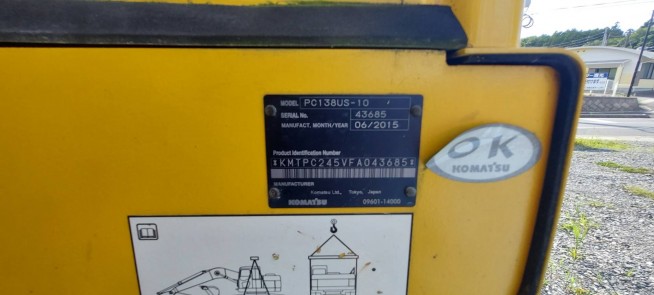 MODEL PC138US-10
SERIAL No. 43685
MANUFACT. MONTH/YEAR 06/2015
Product Identification Number
*KMTPC245VFA043685*
MANUFACTURER
Komatsu Ltd., Tokyo, Japan
KOMATSU 09601-14000
OK
KOMATSU